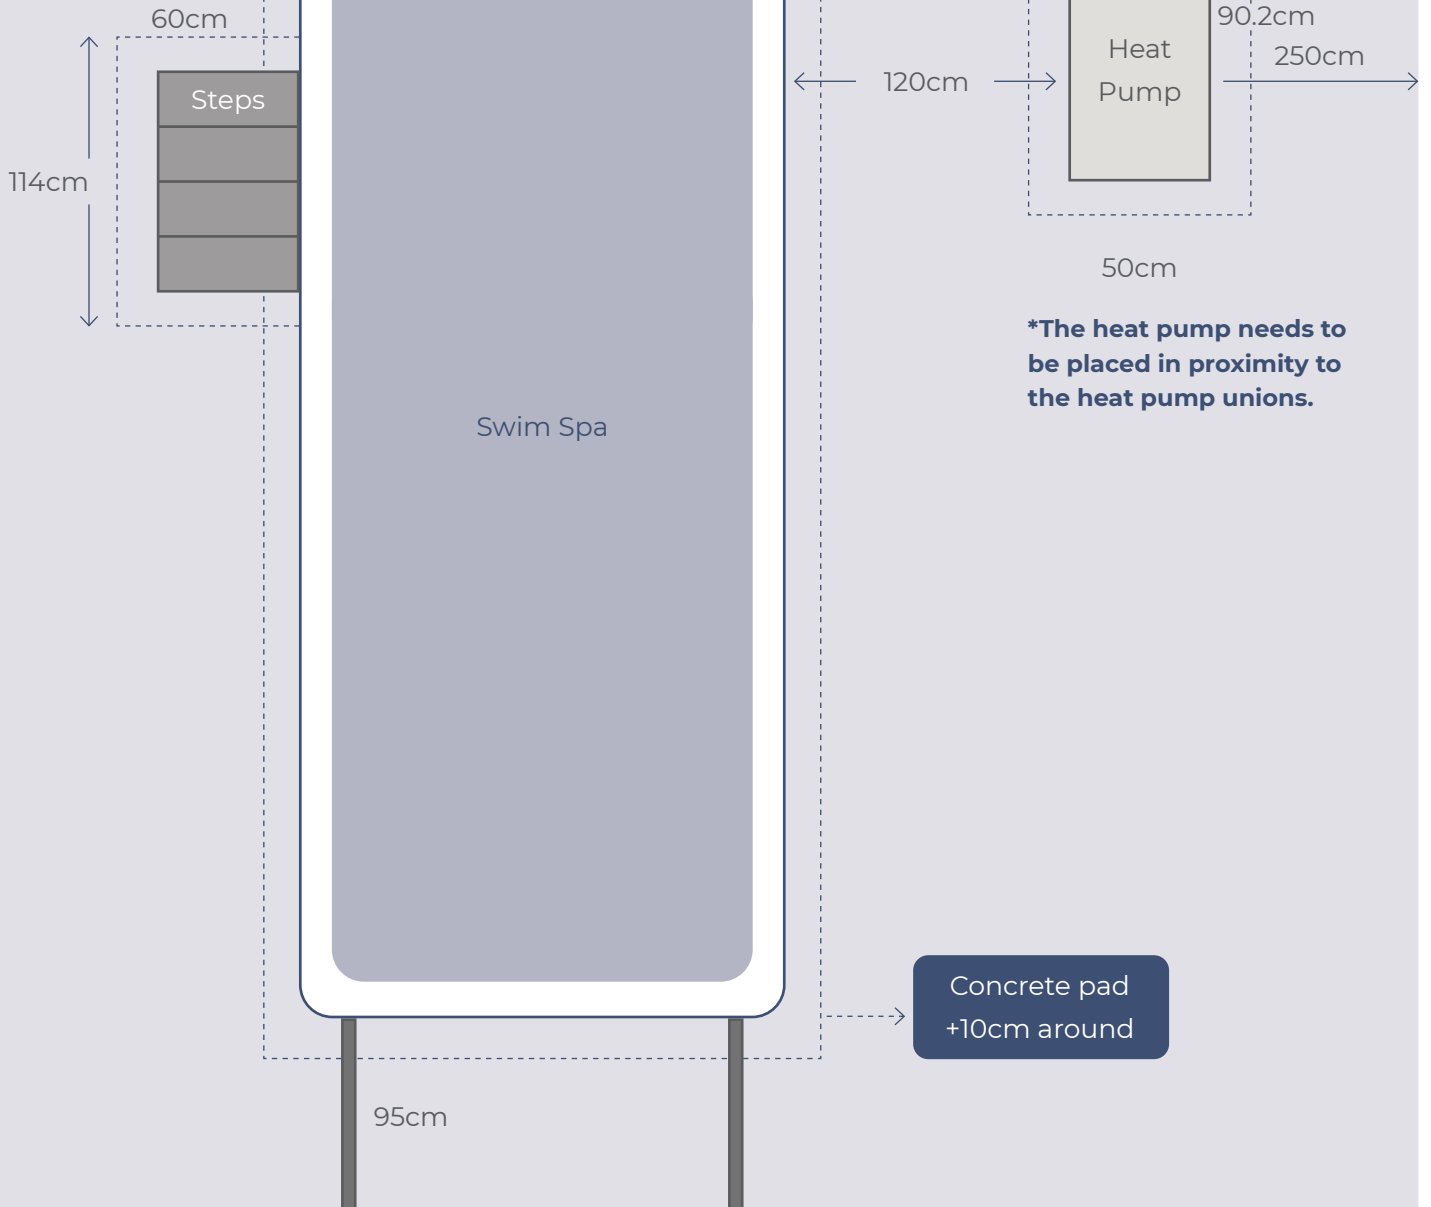 60cm
90.2cm
Heat
Pump
250cm
120cm
Steps
114cm
50cm
*The heat pump needs to
be placed in proximity to
the heat pump unions.
Swim Spa
Concrete pad
+10cm around
95cm